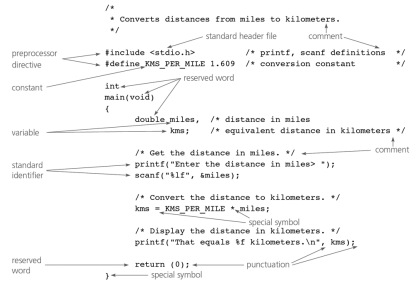 /*
* Converts distances from miles to kilometers.
*/
comment
standard header file
preprocessor directive
#include <stdio.h> /* printf, scanf definitions */
#define KMS_PER_MILE 1.609 /* conversion constant */
constant
reserved word
int
main(void)
{
double miles, /* distance in miles
variable
kms; /* equivalent distance in kilometers */
comment
/* Get the distance in miles. */
standard identifier
printf("Enter the distance in miles> ");
scanf("%lf", &miles);
/* Convert the distance to kilometers. */
kms = KMS_PER_MILE * miles;
special symbol
/* Display the distance in kilometers. */
printf("That equals %f kilometers.\n", kms);
reserved word
return (0);
punctuation
}
special symbol